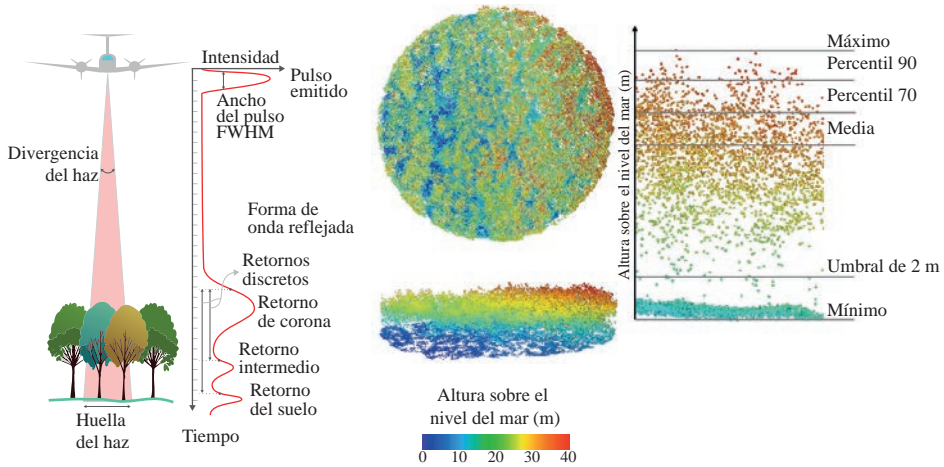 Intensidad
Pulso
emitido
Ancho
del pulso
FWHM
Divergencia
del haz
Forma de
onda reflejada
Retornos
discretos
Retorno
de corona
Retorno
intermedio
Retorno
del suelo
Huella
del haz
Tiempo
Altura sobre el
nivel del mar (m)
0 10 20 30 40
Altura sobre el nivel del mar (m)
Máximo
Percentil 90
Percentil 70
Media
Umbral de 2 m
Mínimo